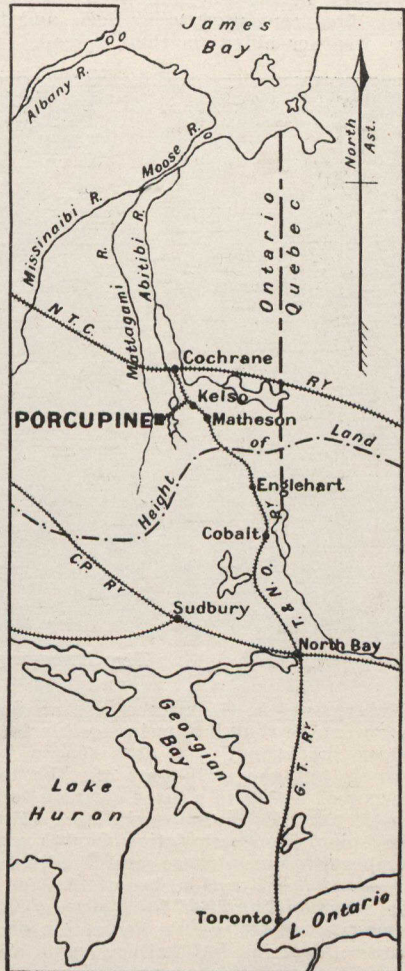 James
Bay
Albany R.
North
Ast.
Moose R.
Missinaibi R.
Mattagami R.
Abitibi R.
Ontario
Quebec
N.T.C. RY
Cochrane
Kelso
PORCUPINE
Matheson
Height of Land
Englehart
Cobalt
T. & N.O. RY
C.P. RY
Sudbury
North Bay
Georgian
Bay
G.T. RY
Lake
Huron
Toronto
L. Ontario